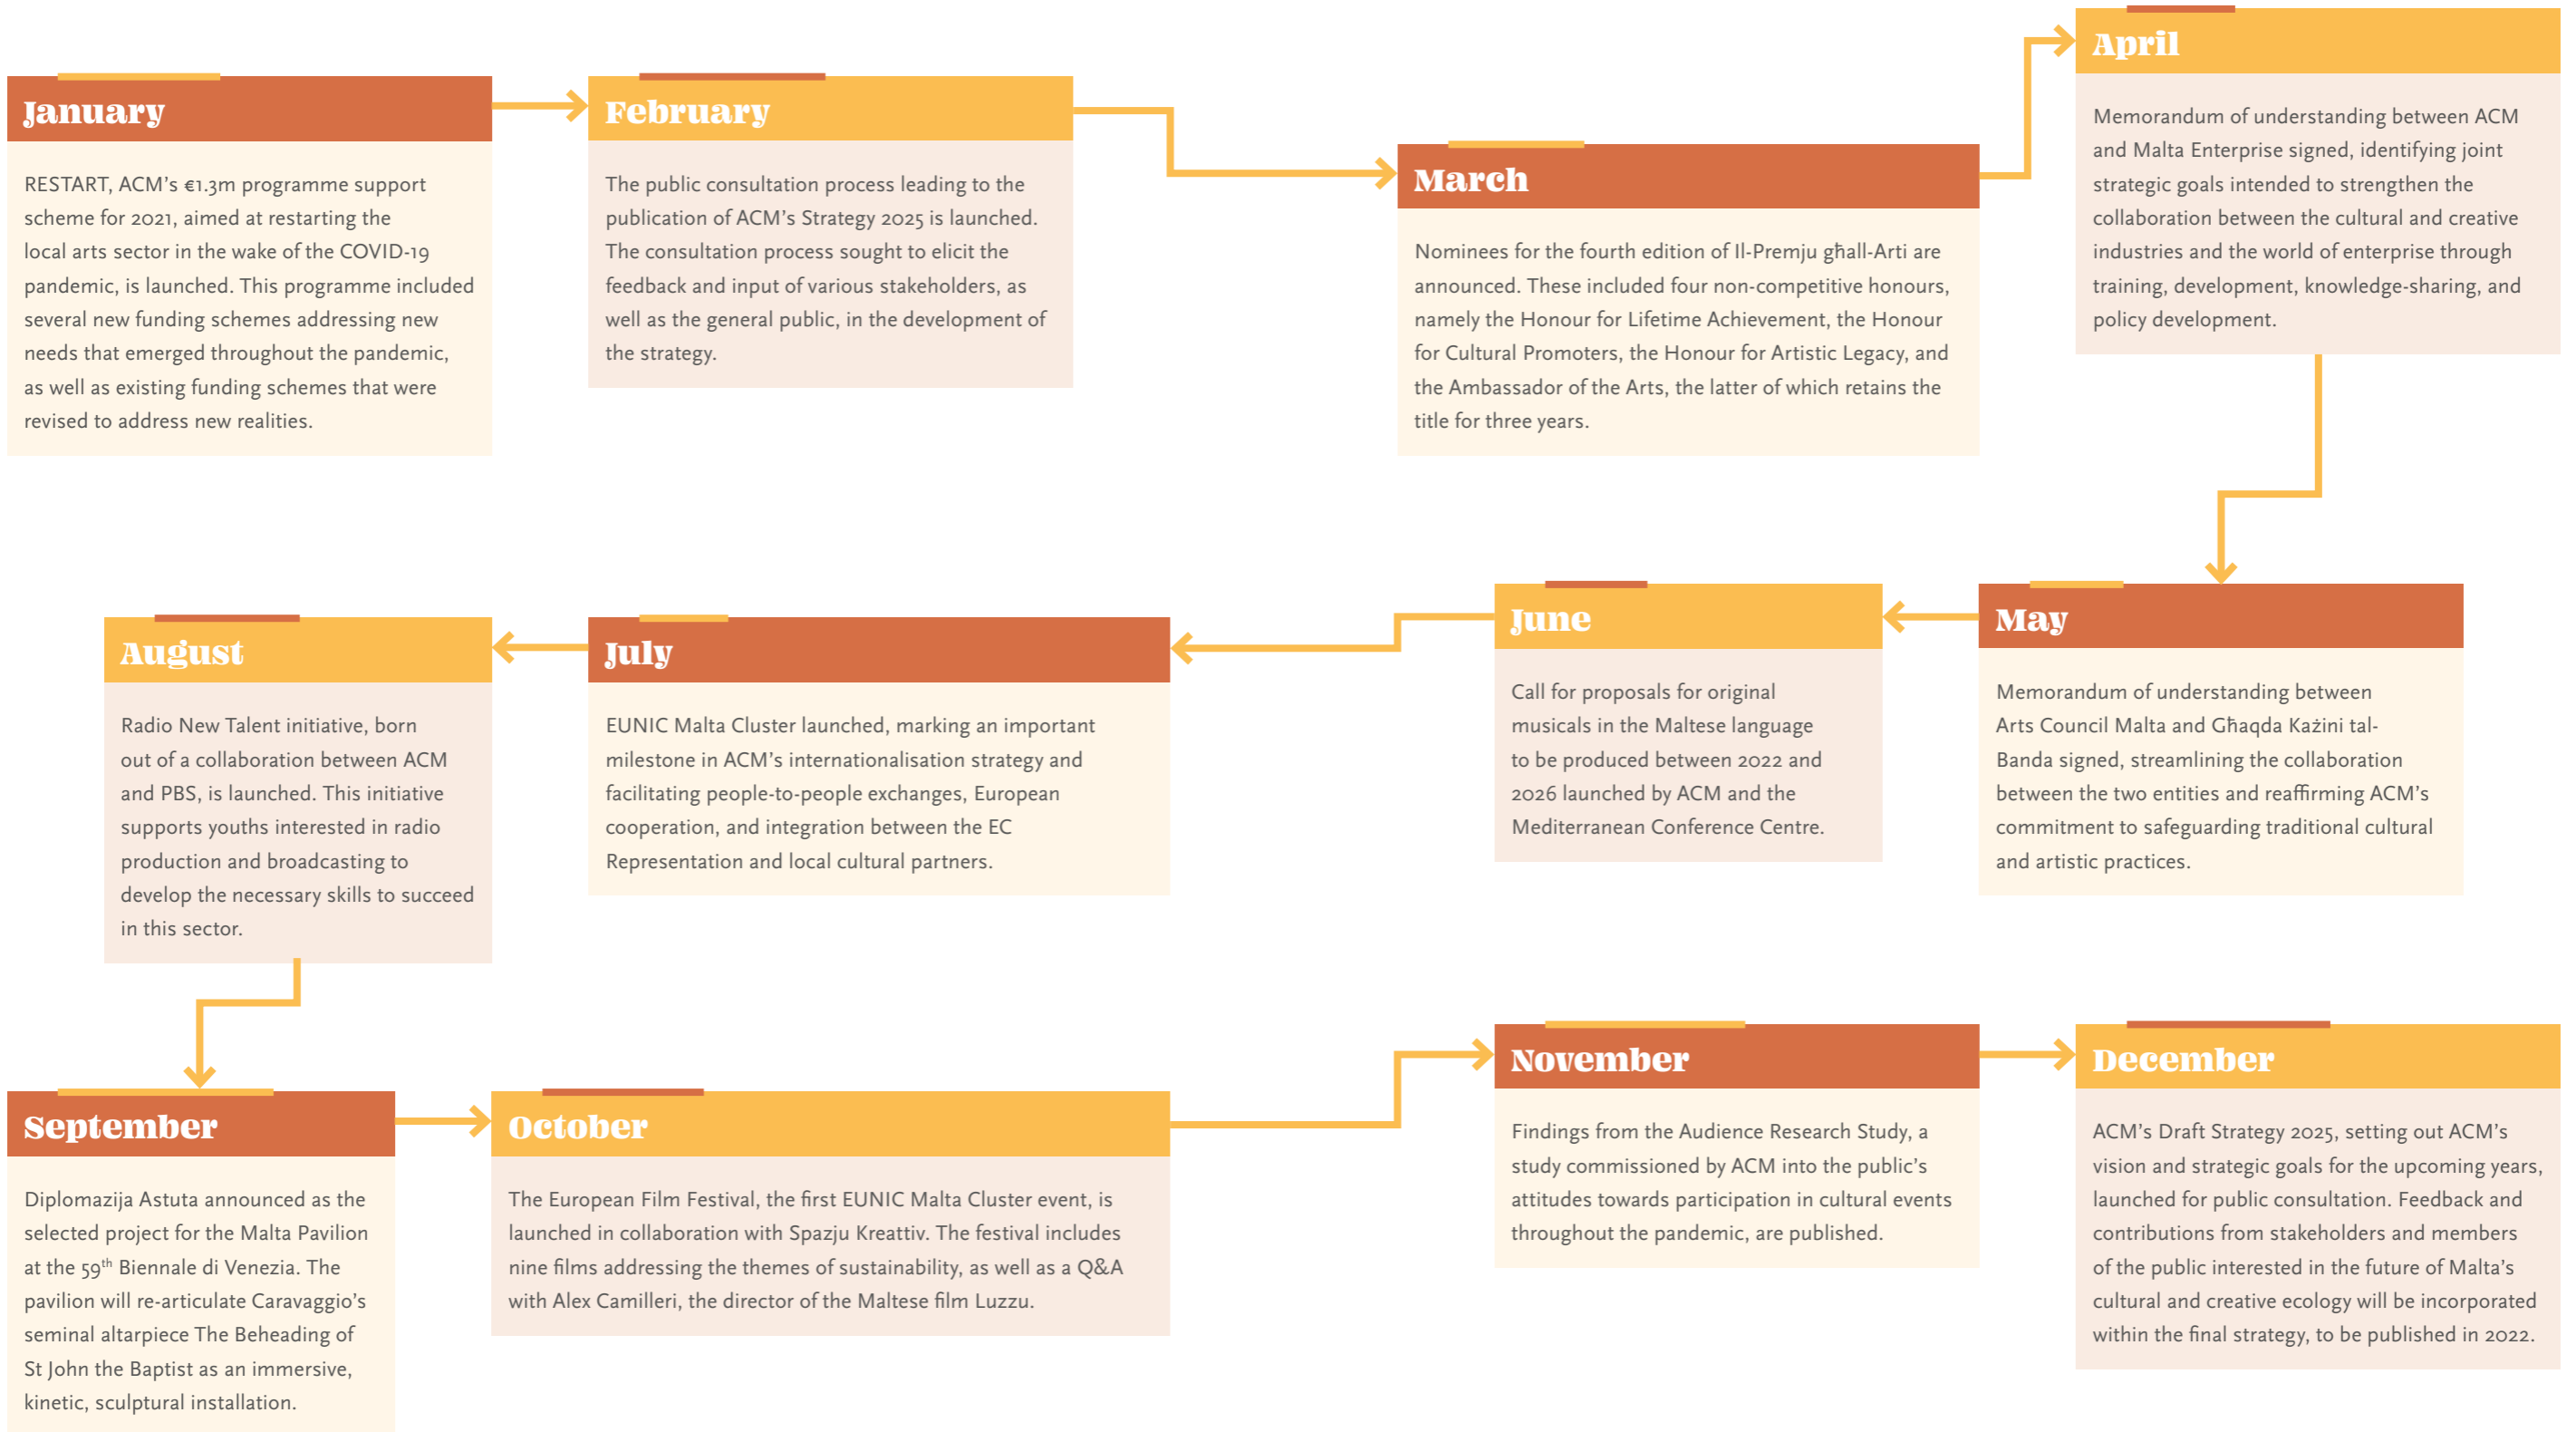 January
RESTART, ACM's €1.3m programme support
scheme for 2021, aimed at restarting the
local arts sector in the wake of the COVID-19
pandemic, is launched. This programme included
several new funding schemes addressing new
needs that emerged throughout the pandemic,
as well as existing funding schemes that were
revised to address new realities.
February
The public consultation process leading to the
publication of ACM's Strategy 2025 is launched.
The consultation process sought to elicit the
feedback and input of various stakeholders, as
well as the general public, in the development of
the strategy.
March
Nominees for the fourth edition of Il-Premju għall-Arti are
announced. These included four non-competitive honours,
namely the Honour for Lifetime Achievement, the Honour
for Cultural Promoters, the Honour for Artistic Legacy, and
the Ambassador of the Arts, the latter of which retains the
title for three years.
April
Memorandum of understanding between ACM
and Malta Enterprise signed, identifying joint
strategic goals intended to strengthen the
collaboration between the cultural and creative
industries and the world of enterprise through
training, development, knowledge-sharing, and
policy development.
May
Memorandum of understanding between
Arts Council Malta and Għaqda Każini tal-
Banda signed, streamlining the collaboration
between the two entities and reaffirming ACM's
commitment to safeguarding traditional cultural
and artistic practices.
June
Call for proposals for original
musicals in the Maltese language
to be produced between 2022 and
2026 launched by ACM and the
Mediterranean Conference Centre.
July
EUNIC Malta Cluster launched, marking an important
milestone in ACM's internationalisation strategy and
facilitating people-to-people exchanges, European
cooperation, and integration between the EC
Representation and local cultural partners.
August
Radio New Talent initiative, born
out of a collaboration between ACM
and PBS, is launched. This initiative
supports youths interested in radio
production and broadcasting to
develop the necessary skills to succeed
in this sector.
September
Diplomazija Astuta announced as the
selected project for the Malta Pavilion
at the 59th Biennale di Venezia. The
pavilion will re-articulate Caravaggio's
seminal altarpiece The Beheading of
St John the Baptist as an immersive,
kinetic, sculptural installation.
October
The European Film Festival, the first EUNIC Malta Cluster event, is
launched in collaboration with Spazju Kreattiv. The festival includes
nine films addressing the themes of sustainability, as well as a Q&A
with Alex Camilleri, the director of the Maltese film Luzzu.
November
Findings from the Audience Research Study, a
study commissioned by ACM into the public's
attitudes towards participation in cultural events
throughout the pandemic, are published.
December
ACM's Draft Strategy 2025, setting out ACM's
vision and strategic goals for the upcoming years,
launched for public consultation. Feedback and
contributions from stakeholders and members
of the public interested in the future of Malta's
cultural and creative ecology will be incorporated
within the final strategy, to be published in 2022.